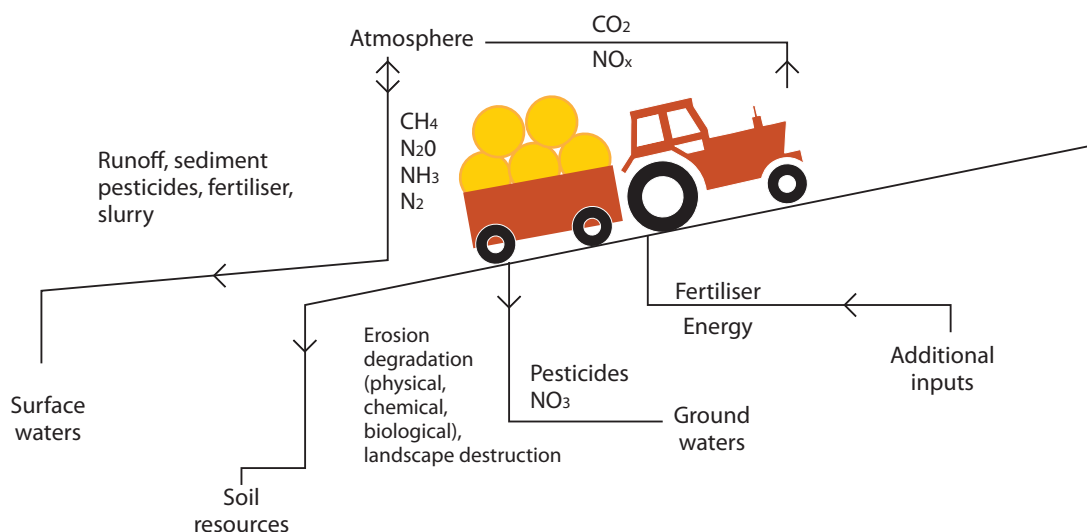 Atmosphere
CO2
NOx
CH4
N20
NH3
N2
Runoff, sediment
pesticides, fertiliser,
slurry
Fertiliser
Energy
Additional
inputs
Erosion
degradation
(physical,
chemical,
biological),
landscape destruction
Pesticides
NO3
Ground
waters
Surface
waters
Soil
resources